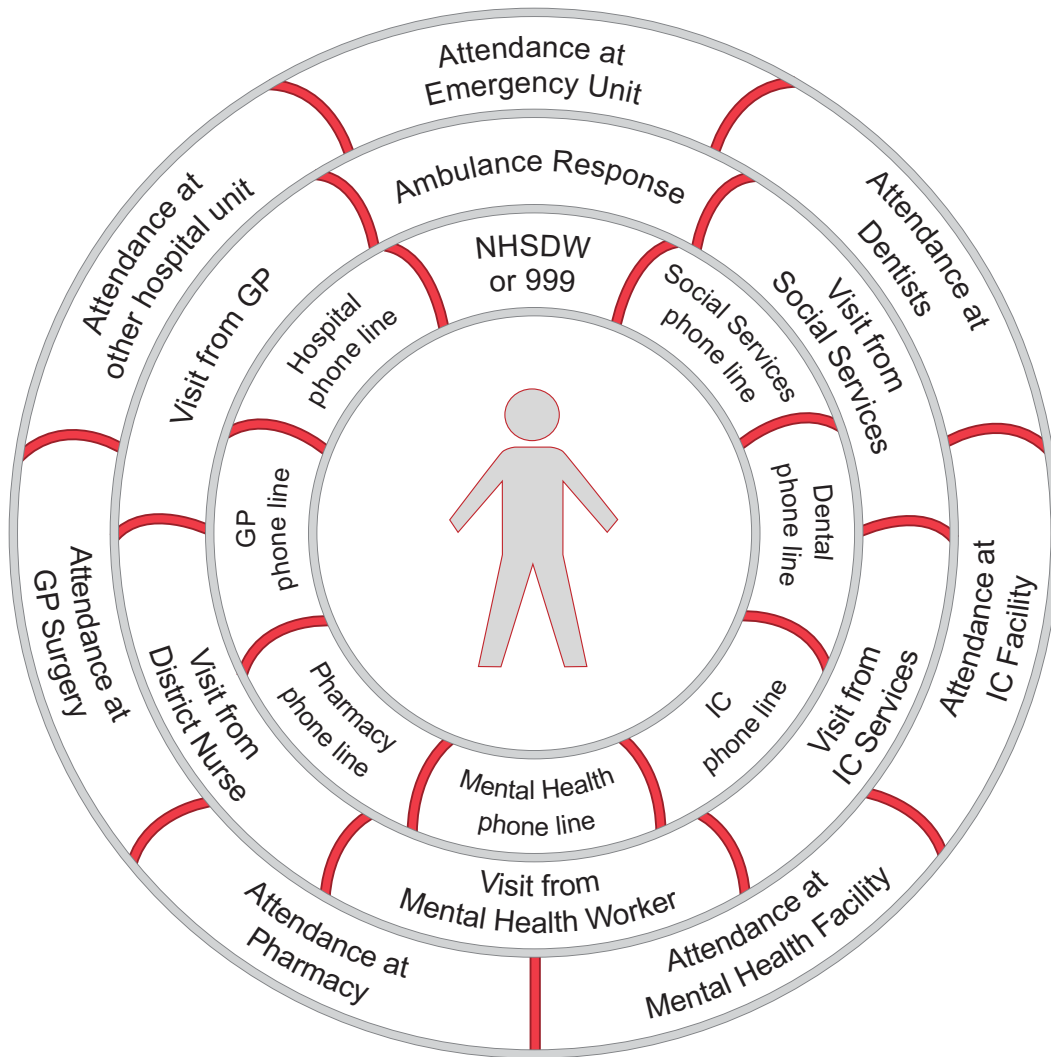 Attendance at
Emergency Unit
Attendance at
Dentists
Attendance at
IC Facility
Attendance at
Mental Health Facility
Attendance at
Pharmacy
Attendance at
GP Surgery
Attendance at
other hospital unit
Ambulance Response
Visit from
Social Services
Visit from
IC Services
Visit from
Mental Health Worker
Visit from
District Nurse
Visit from GP
NHSDW
or 999
Social Services
phone line
Dental
phone line
IC
phone line
Mental Health
phone line
Pharmacy
phone line
GP
phone line
Hospital
phone line